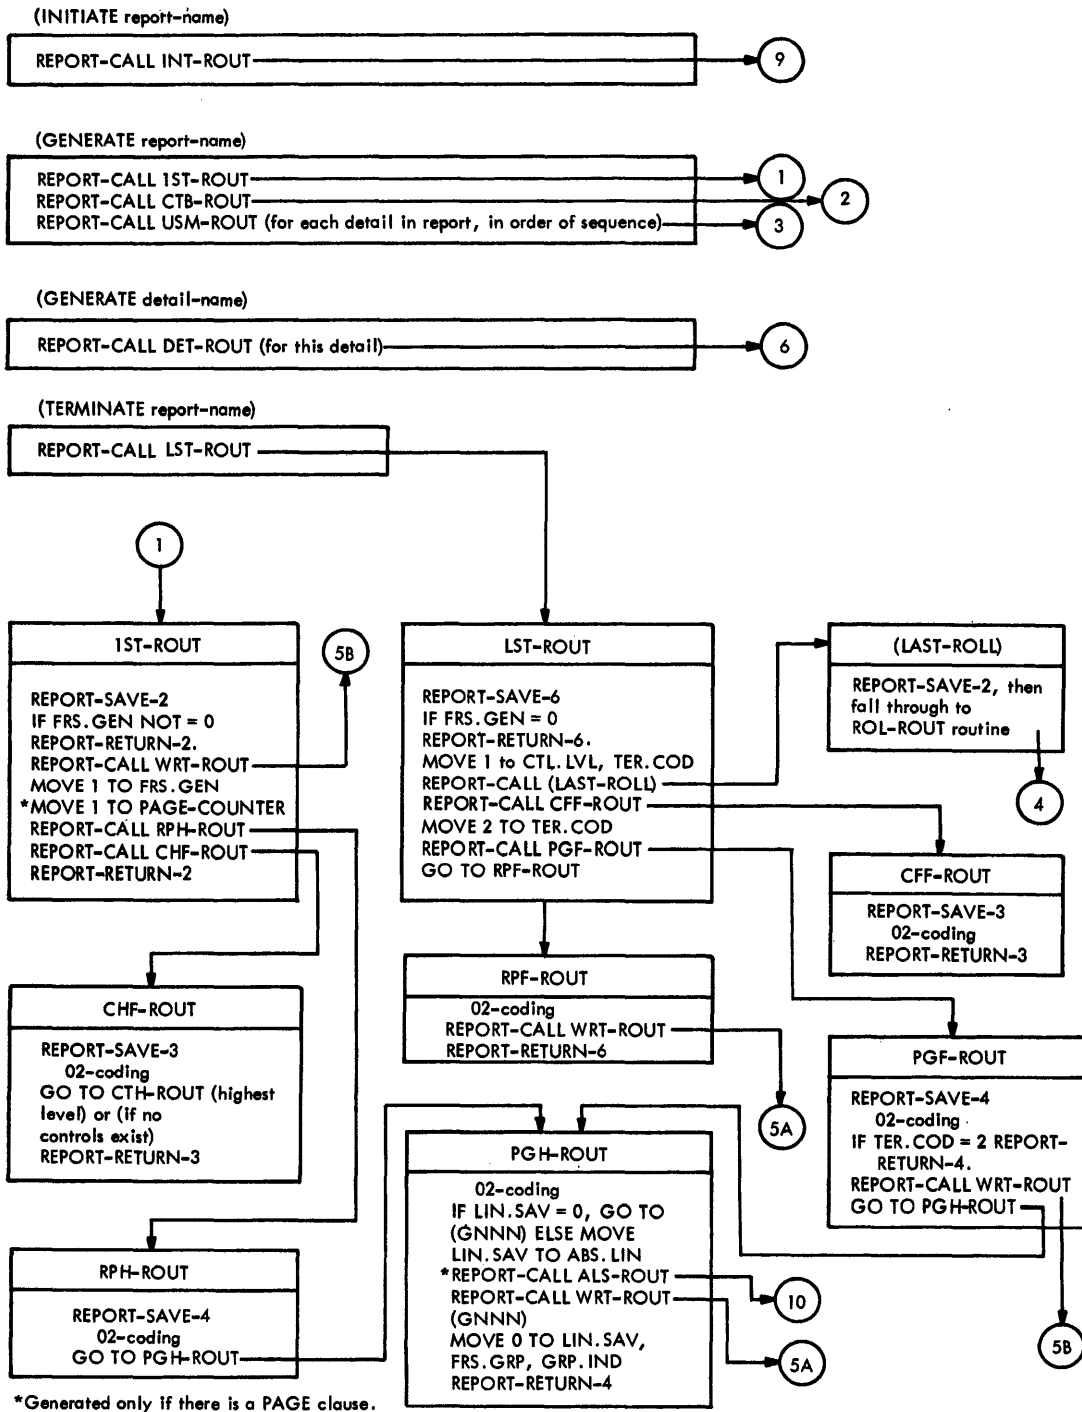 (INITIATE report-name)
REPORT-CALL INT-ROUT
9
(GENERATE report-name)
REPORT-CALL 1ST-ROUT
1
REPORT-CALL CTB-ROUT
2
REPORT-CALL USM-ROUT (for each detail in report, in order of sequence)
3
(GENERATE detail-name)
REPORT-CALL DET-ROUT (for this detail)
6
(TERMINATE report-name)
REPORT-CALL LST-ROUT
1
1ST-ROUT
REPORT-SAVE-2
IF FRS.GEN NOT = 0
REPORT-RETURN-2.
REPORT-CALL WRT-ROUT
MOVE 1 TO FRS.GEN
*MOVE 1 TO PAGE-COUNTER
REPORT-CALL RPH-ROUT
REPORT-CALL CHF-ROUT
REPORT-RETURN-2
5B
LST-ROUT
REPORT-SAVE-6
IF FRS.GEN = 0
REPORT-RETURN-6.
MOVE 1 to CTL.LVL, TER.COD
REPORT-CALL (LAST-ROLL)
REPORT-CALL CFF-ROUT
MOVE 2 TO TER.COD
REPORT-CALL PGF-ROUT
GO TO RPF-ROUT
(LAST-ROLL)
REPORT-SAVE-2, then
fall through to
ROL-ROUT routine
4
CFF-ROUT
REPORT-SAVE-3
02-coding
REPORT-RETURN-3
CHF-ROUT
REPORT-SAVE-3
02-coding
GO TO CTH-ROUT (highest
level) or (if no
controls exist)
REPORT-RETURN-3
RPF-ROUT
02-coding
REPORT-CALL WRT-ROUT
REPORT-RETURN-6
5A
PGF-ROUT
REPORT-SAVE-4
02-coding
IF TER.COD = 2 REPORT-
RETURN-4.
REPORT-CALL WRT-ROUT
GO TO PGH-ROUT
5B
RPH-ROUT
REPORT-SAVE-4
02-coding
GO TO PGH-ROUT
PGH-ROUT
02-coding
IF LIN.SAV = 0, GO TO
(GNNN) ELSE MOVE
LIN.SAV TO ABS.LIN
*REPORT-CALL ALS-ROUT
REPORT-CALL WRT-ROUT
(GNNN)
MOVE 0 TO LIN.SAV,
FRS.GRP, GRP.IND
REPORT-RETURN-4
10
5A
*Generated only if there is a PAGE clause.